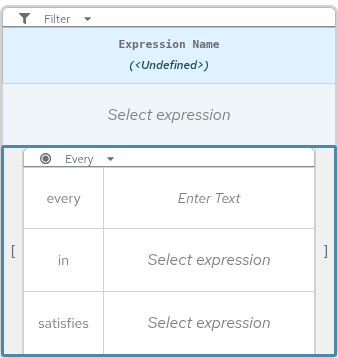 Filter
Expression Name
(<Undefined>)
Select expression
Every
every Enter Text
[ in Select expression ]
satisfies Select expression